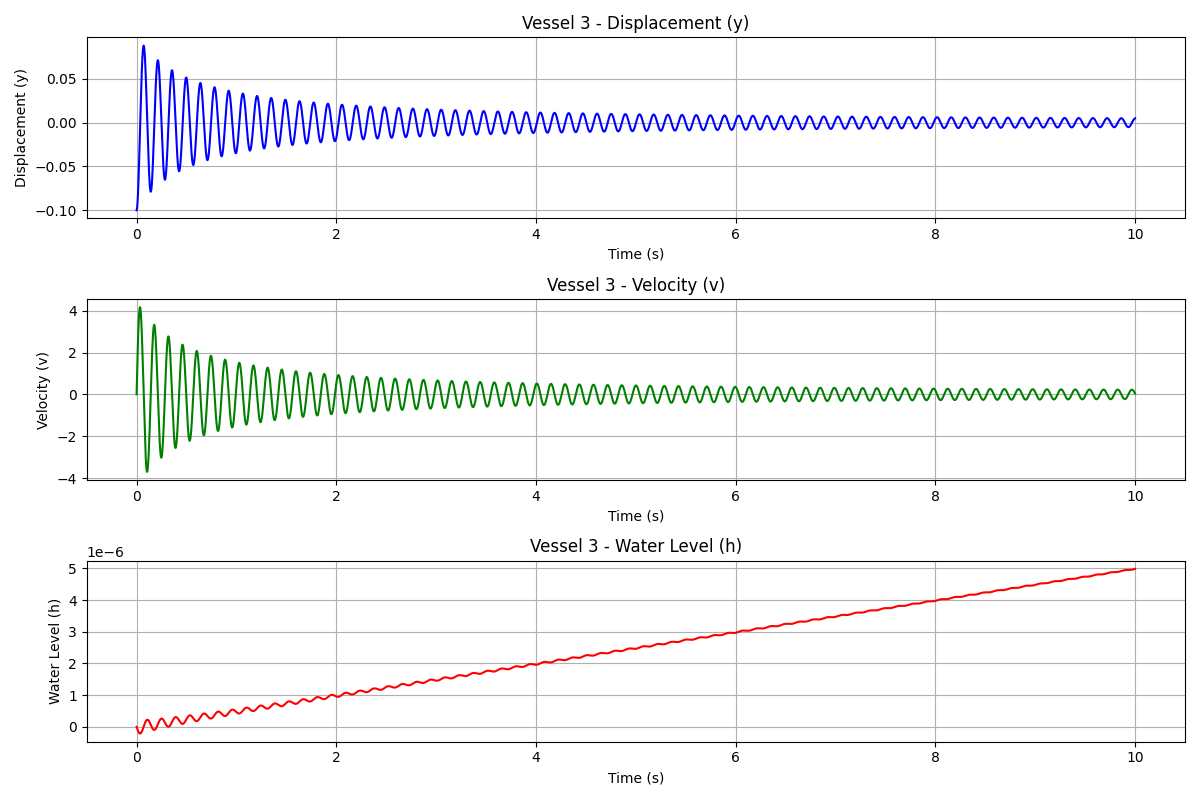 Vessel 3 - Displacement (y)
Displacement (y)
0.05
0.00
−0.05
−0.10
0 2 4 6 8 10
Time (s)
Vessel 3 - Velocity (v)
Velocity (v)
4
2
0
−2
−4
0 2 4 6 8 10
Time (s)
Vessel 3 - Water Level (h)
1e−6
Water Level (h)
5
4
3
2
1
0
0 2 4 6 8 10
Time (s)